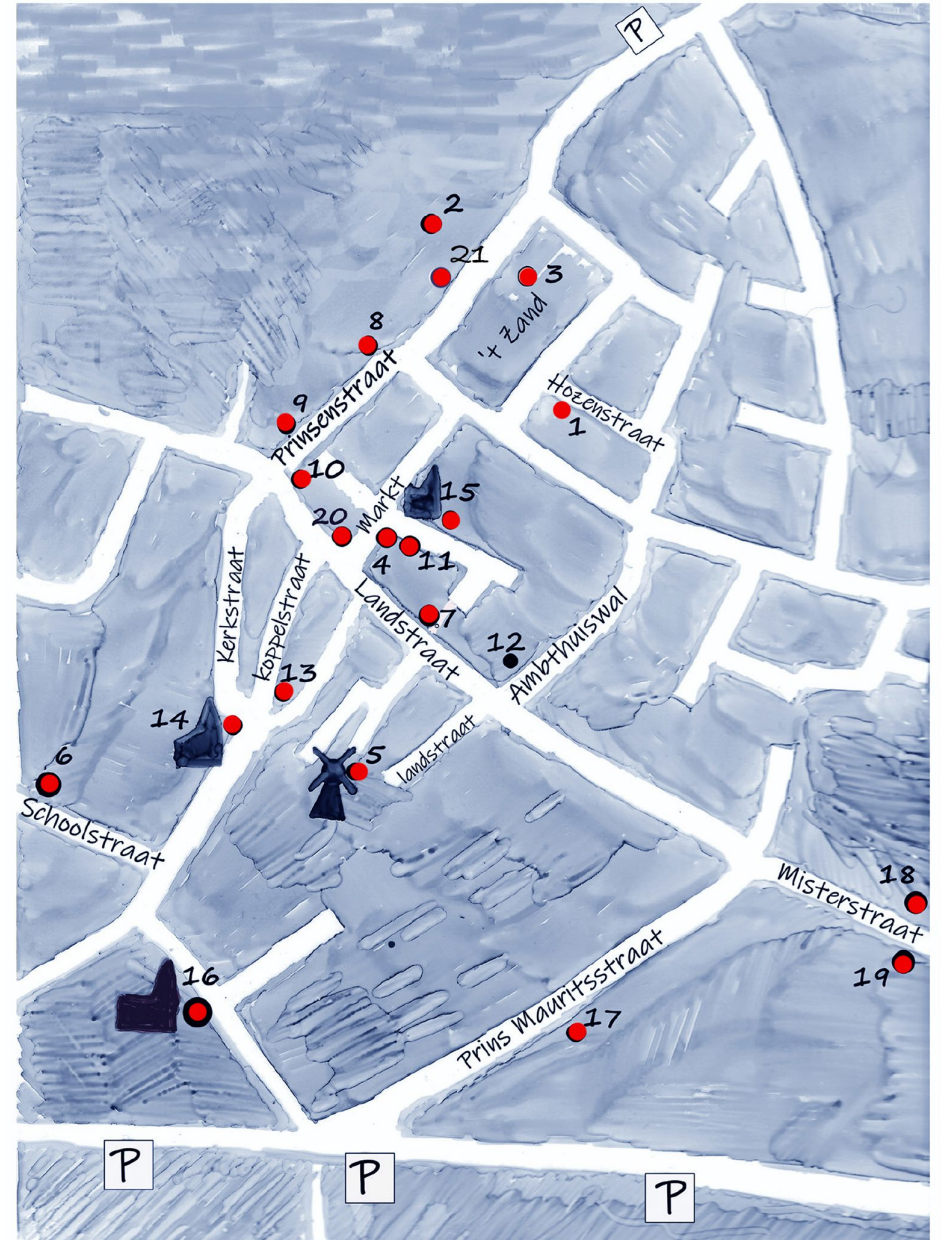 P
2
21
3
't Zand
8
Hozenstraat
1
9
Prinsenstraat
10
Markt
15
20
4
11
Kerkstraat
koppelstraat
Landstraat
7
12
Ambthuiswal
13
14
landstraat
5
6
Schoolstraat
Misterstraat
18
19
16
Prins Mauritsstraat
17
P
P
P